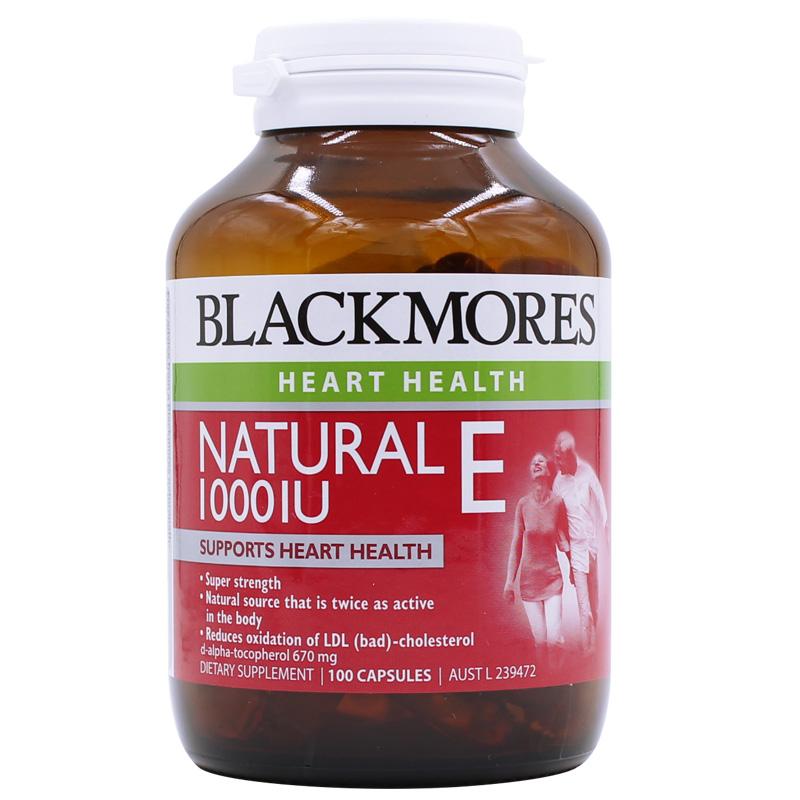 BLACKMORES
HEART HEALTH
NATURAL E
1000IU
SUPPORTS HEART HEALTH
• Super strength
• Natural source that is twice as active
in the body
• Reduces oxidation of LDL (bad)-cholesterol
d-alpha-tocopherol 670 mg
DIETARY SUPPLEMENT | 100 CAPSULES | AUST L 239472